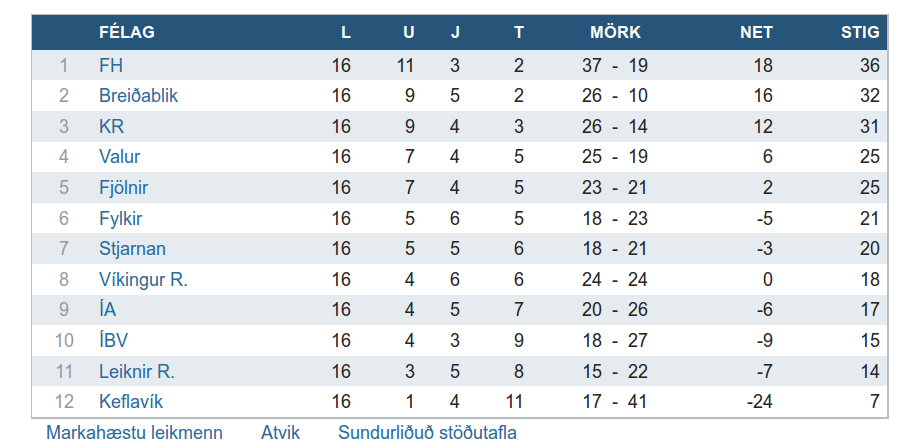 FÉLAG L U J T MÖRK NET STIG
1 FH 16 11 3 2 37 - 19 18 36
2 Breiðablik 16 9 5 2 26 - 10 16 32
3 KR 16 9 4 3 26 - 14 12 31
4 Valur 16 7 4 5 25 - 19 6 25
5 Fjölnir 16 7 4 5 23 - 21 2 25
6 Fylkir 16 5 6 5 18 - 23 -5 21
7 Stjarnan 16 5 5 6 18 - 21 -3 20
8 Víkingur R. 16 4 6 6 24 - 24 0 18
9 ÍA 16 4 5 7 20 - 26 -6 17
10 ÍBV 16 4 3 9 18 - 27 -9 15
11 Leiknir R. 16 3 5 8 15 - 22 -7 14
12 Keflavík 16 1 4 11 17 - 41 -24 7
Markahæstu leikmenn Atvik Sundurliðuð stöðutafla